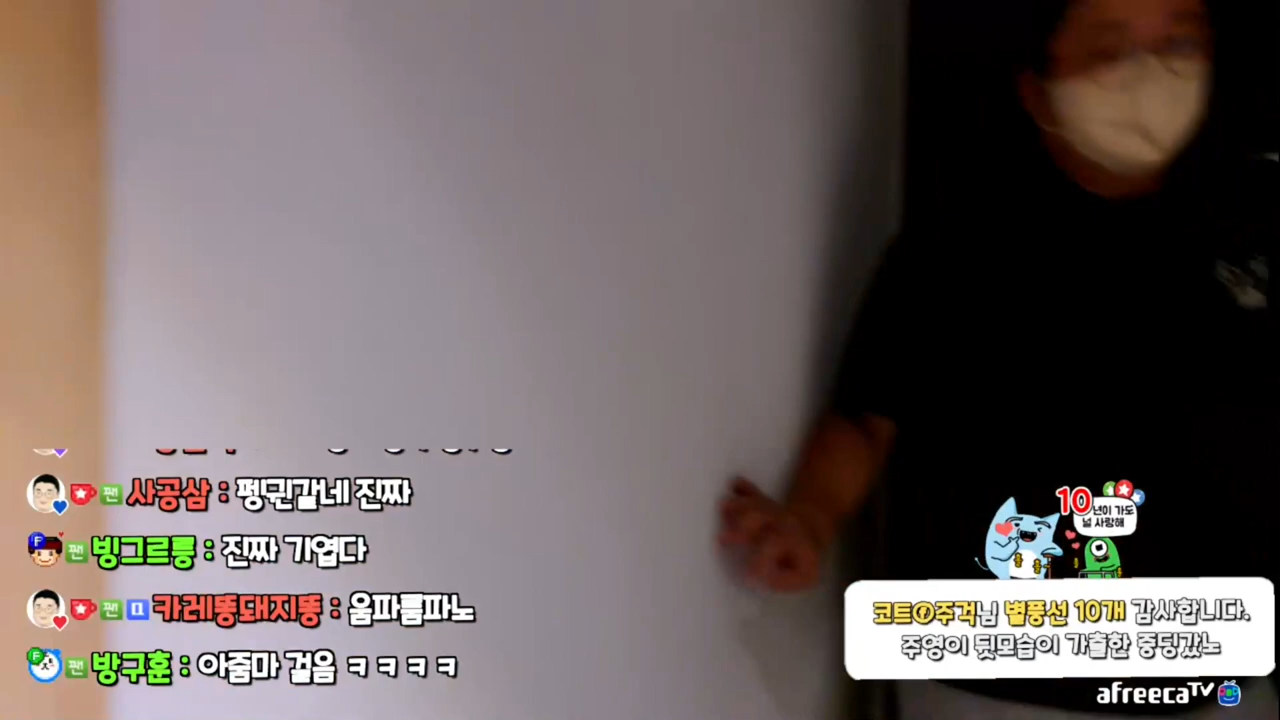 사공삼 : 펭귄같네 진짜
빙그르릉 : 진짜 기엽다
카레똥돼지똥 : 움파룸파노
방구훈 : 아줌마 걸음 ㅋㅋㅋㅋ
10년이 가도
널 사랑해
코트ⓕ주걱님 별풍선 10개 감사합니다.
주영이 뒷모습이 가출한 중딩같노
afreecaTV